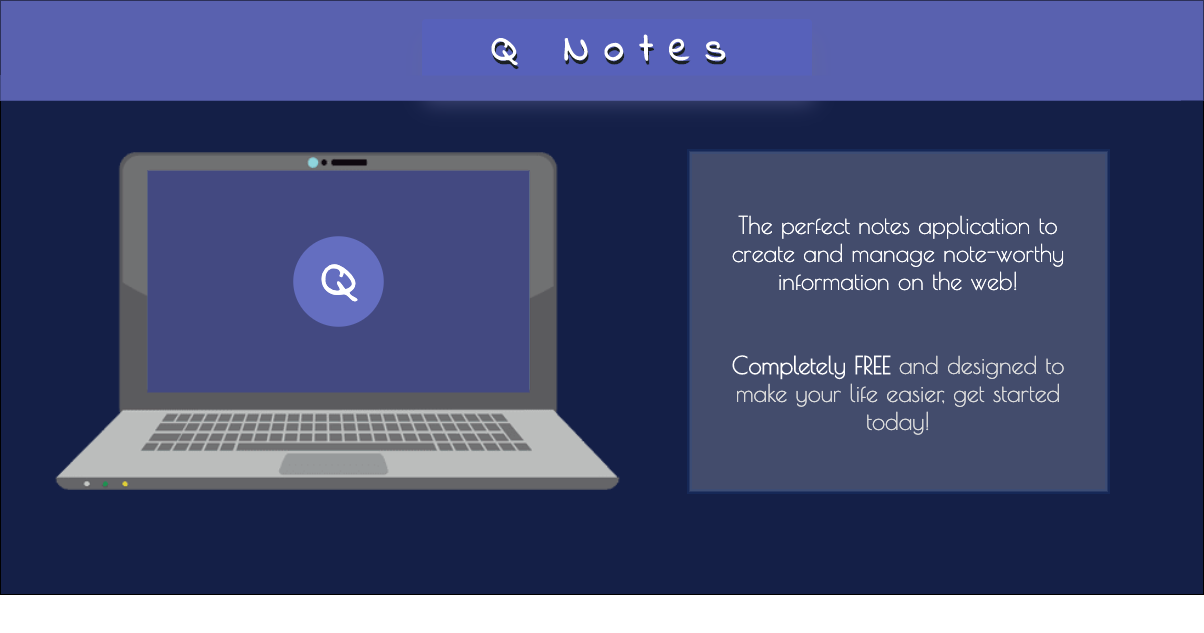 Q Notes
Q
The perfect notes application to
create and manage note-worthy
information on the web!
Completely FREE and designed to
make your life easier, get started
today!